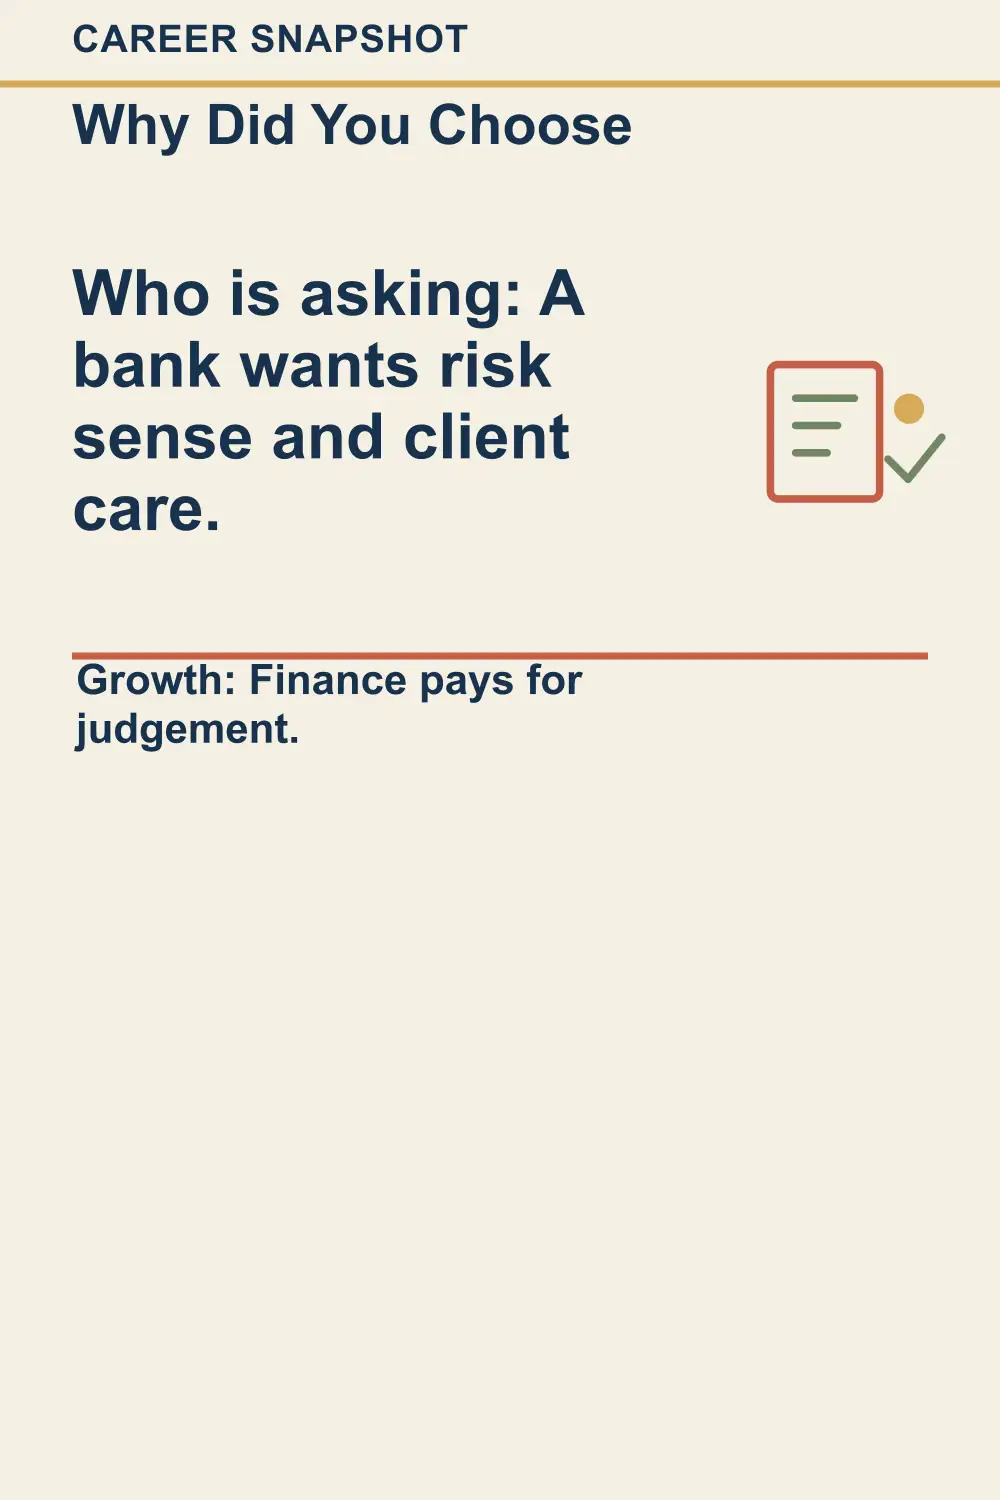 CAREER SNAPSHOT
Why Did You Choose
Who is asking: A
bank wants risk
sense and client
care.
Growth: Finance pays for
judgement.